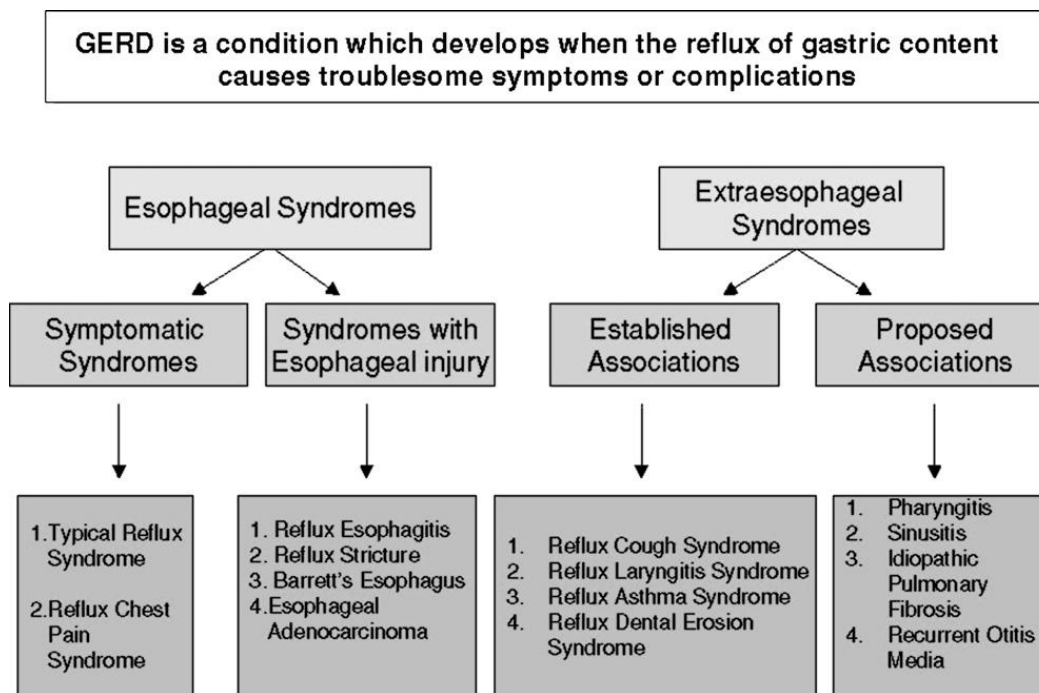 GERD is a condition which develops when the reflux of gastric content
causes troublesome symptoms or complications
Esophageal Syndromes
Extraesophageal
Syndromes
Symptomatic
Syndromes
Syndromes with
Esophageal injury
Established
Associations
Proposed
Associations
1.Typical Reflux
Syndrome
2.Reflux Chest
Pain
Syndrome
1. Reflux Esophagitis
2. Reflux Stricture
3. Barrett's Esophagus
4.Esophageal
Adenocarcinoma
1. Reflux Cough Syndrome
2. Reflux Laryngitis Syndrome
3. Reflux Asthma Syndrome
4. Reflux Dental Erosion
Syndrome
1. Pharyngitis
2. Sinusitis
3. Idiopathic
Pulmonary
Fibrosis
4. Recurrent Otitis
Media